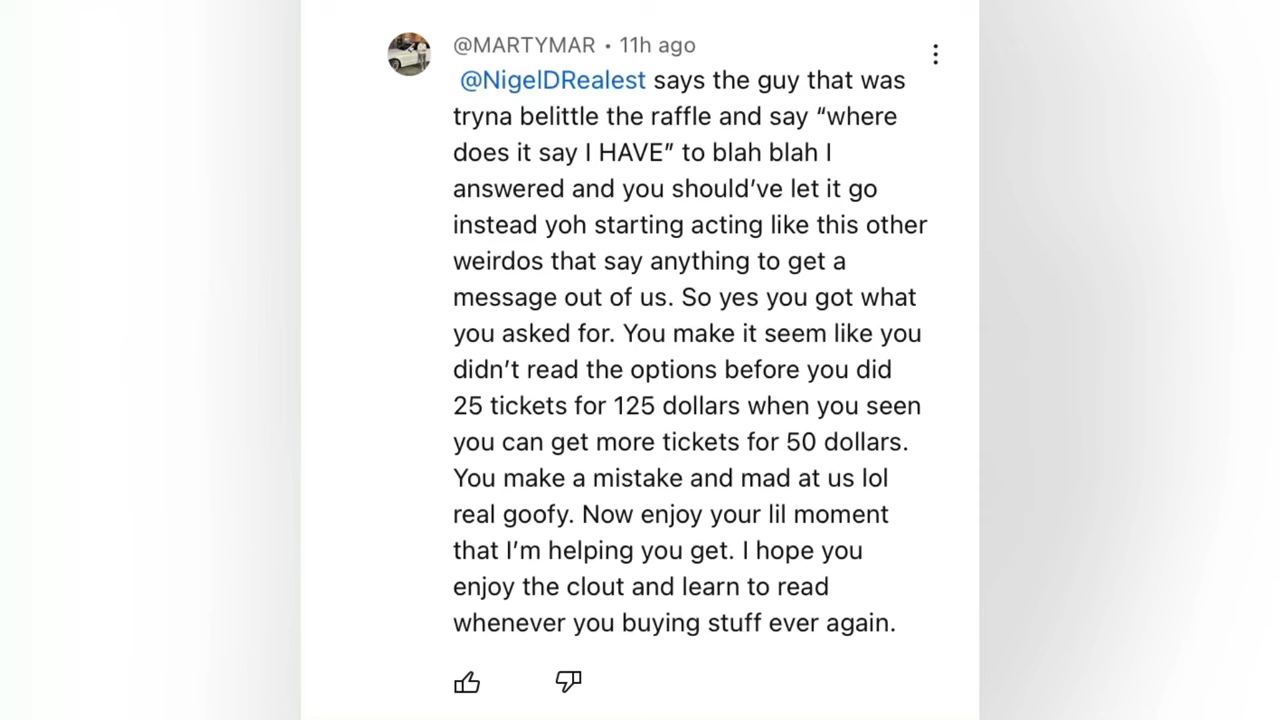 @MARTYMAR • 11h ago
@NigelDRealest says the guy that was
tryna belittle the raffle and say “where
does it say I HAVE” to blah blah I
answered and you should’ve let it go
instead yoh starting acting like this other
weirdos that say anything to get a
message out of us. So yes you got what
you asked for. You make it seem like you
didn’t read the options before you did
25 tickets for 125 dollars when you seen
you can get more tickets for 50 dollars.
You make a mistake and mad at us lol
real goofy. Now enjoy your lil moment
that I’m helping you get. I hope you
enjoy the clout and learn to read
whenever you buying stuff ever again.